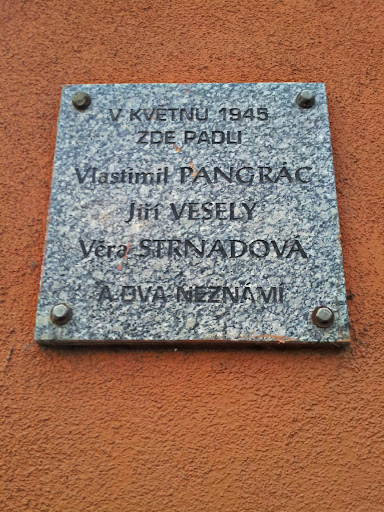 V KVĚTNU 1945
ZDE PADLI
Vlastimil PANGRÁC
Jiří VESELÝ
Věra STRNADOVÁ
A DVA NEZNÁMÍ